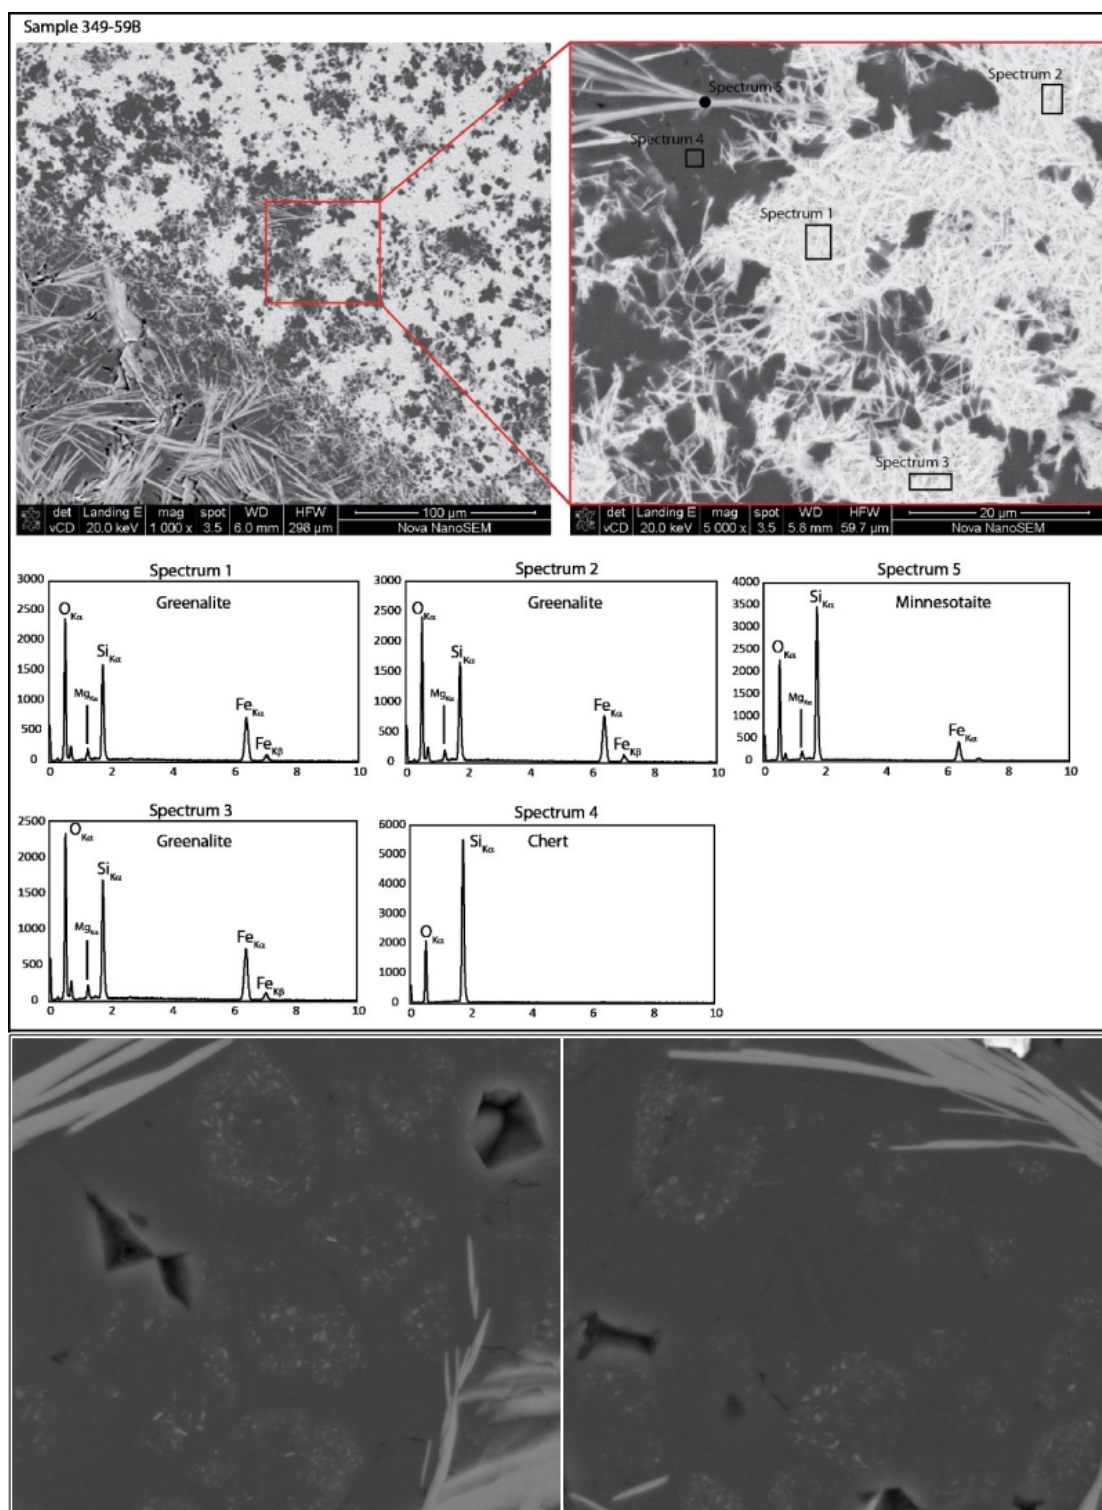 Sample 349-59B
Spectrum 5
Spectrum 2
Spectrum 4
Spectrum 1
Spectrum 3
det Landing E mag spot WD HFW 100 µm
vCD 20.0 keV 1 000 x 3.5 6.0 mm 298 µm Nova NanoSEM
det Landing E mag spot WD HFW 20 µm
vCD 20.0 keV 5 000 x 3.5 5.8 mm 59.7 µm Nova NanoSEM
Spectrum 1
Greenalite
3000
2500
2000
1500
1000
500
0
OKα
MgKα
SiKα
FeKα
FeKβ
0 2 4 6 8 10
Spectrum 2
Greenalite
3000
2500
2000
1500
1000
500
0
OKα
MgKα
SiKα
FeKα
FeKβ
0 2 4 6 8 10
Spectrum 5
Minnesotaite
4000
3500
3000
2500
2000
1500
1000
500
0
OKα
MgKα
SiKα
FeKα
0 2 4 6 8 10
Spectrum 3
Greenalite
2500
2000
1500
1000
500
0
OKα
MgKα
SiKα
FeKα
FeKβ
0 2 4 6 8 10
Spectrum 4
Chert
6000
5000
4000
3000
2000
1000
0
OKα
SiKα
0 2 4 6 8 10